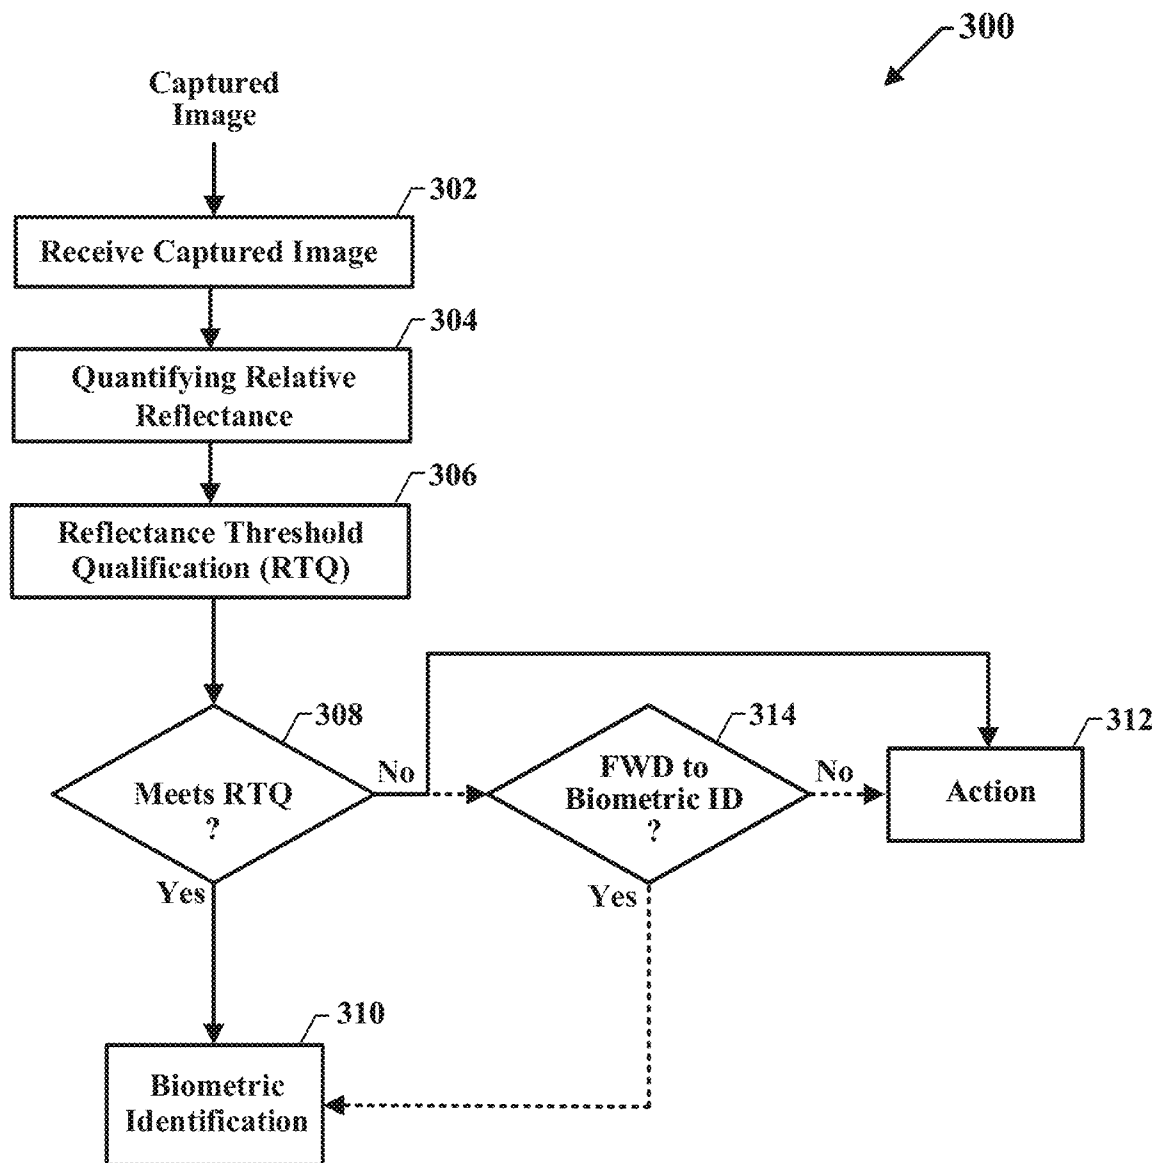 300
Captured
Image
302
Receive Captured Image
304
Quantifying Relative
Reflectance
306
Reflectance Threshold
Qualification (RTQ)
308
Meets RTQ
?
No
314
FWD to
Biometric ID
?
No
312
Action
Yes
Yes
310
Biometric
Identification